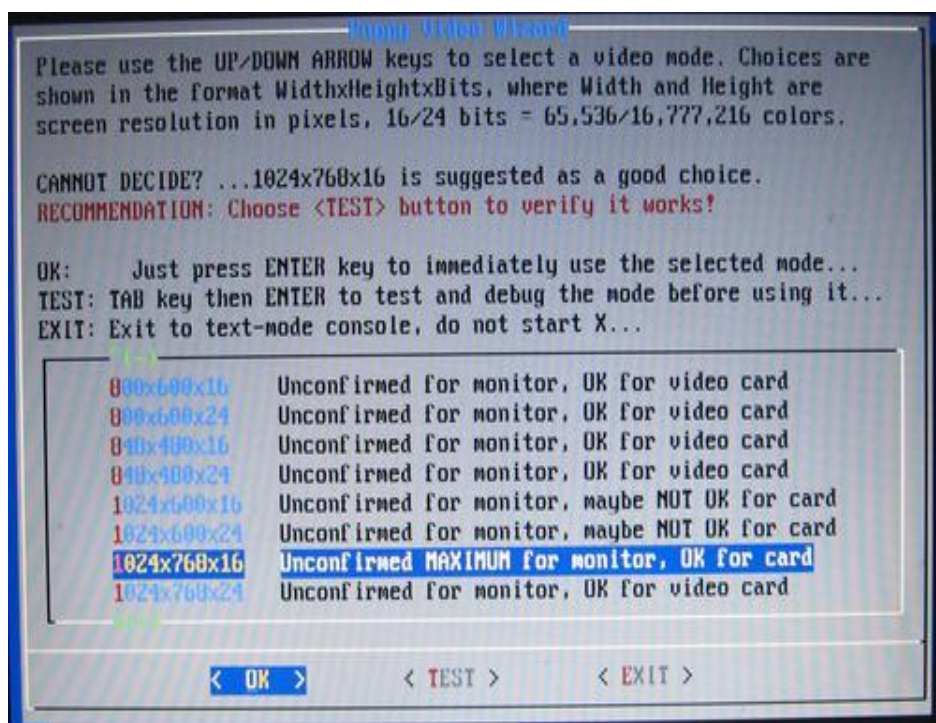 Puppy Video Wizard
Please use the UP/DOWN ARROW keys to select a video mode. Choices are
shown in the format WidthxHeightxBits, where Width and Height are
screen resolution in pixels, 16/24 bits = 65,536/16,777,216 colors.
CANNOT DECIDE? ...1024x768x16 is suggested as a good choice.
RECOMMENDATION: Choose <TEST> button to verify it works!
OK: Just press ENTER key to immediately use the selected mode...
TEST: TAB key then ENTER to test and debug the mode before using it...
EXIT: Exit to text-mode console, do not start X...
^(-)
800x600x16 Unconfirmed for monitor, OK for video card
800x600x24 Unconfirmed for monitor, OK for video card
848x480x16 Unconfirmed for monitor, OK for video card
848x480x24 Unconfirmed for monitor, OK for video card
1024x600x16 Unconfirmed for monitor, maybe NOT OK for card
1024x600x24 Unconfirmed for monitor, maybe NOT OK for card
1024x768x16 Unconfirmed MAXIMUM for monitor, OK for card
1024x768x24 Unconfirmed for monitor, OK for video card
< OK > < TEST > < EXIT >